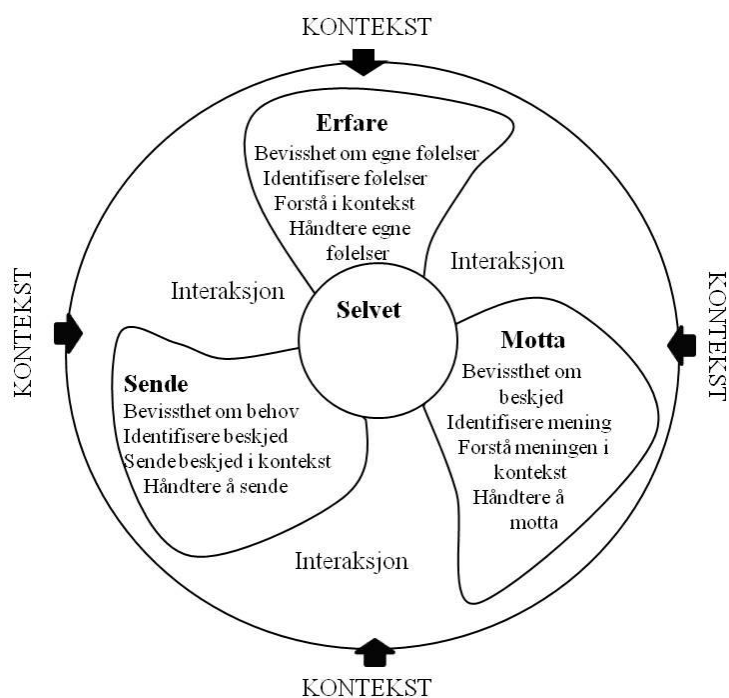 KONTEKST
Erfare
Bevisshet om egne følelser
Identifisere følelser
Forstå i kontekst
Håndtere egne
følelser
Interaksjon
Interaksjon
KONTEKST
KONTEKST
Selvet
Sende
Bevissthet om behov
Identifisere beskjed
Sende beskjed i kontekst
Håndtere å sende
Motta
Bevissthet om
beskjed
Identifisere mening
Forstå meningen i
kontekst
Håndtere å
motta
Interaksjon
KONTEKST